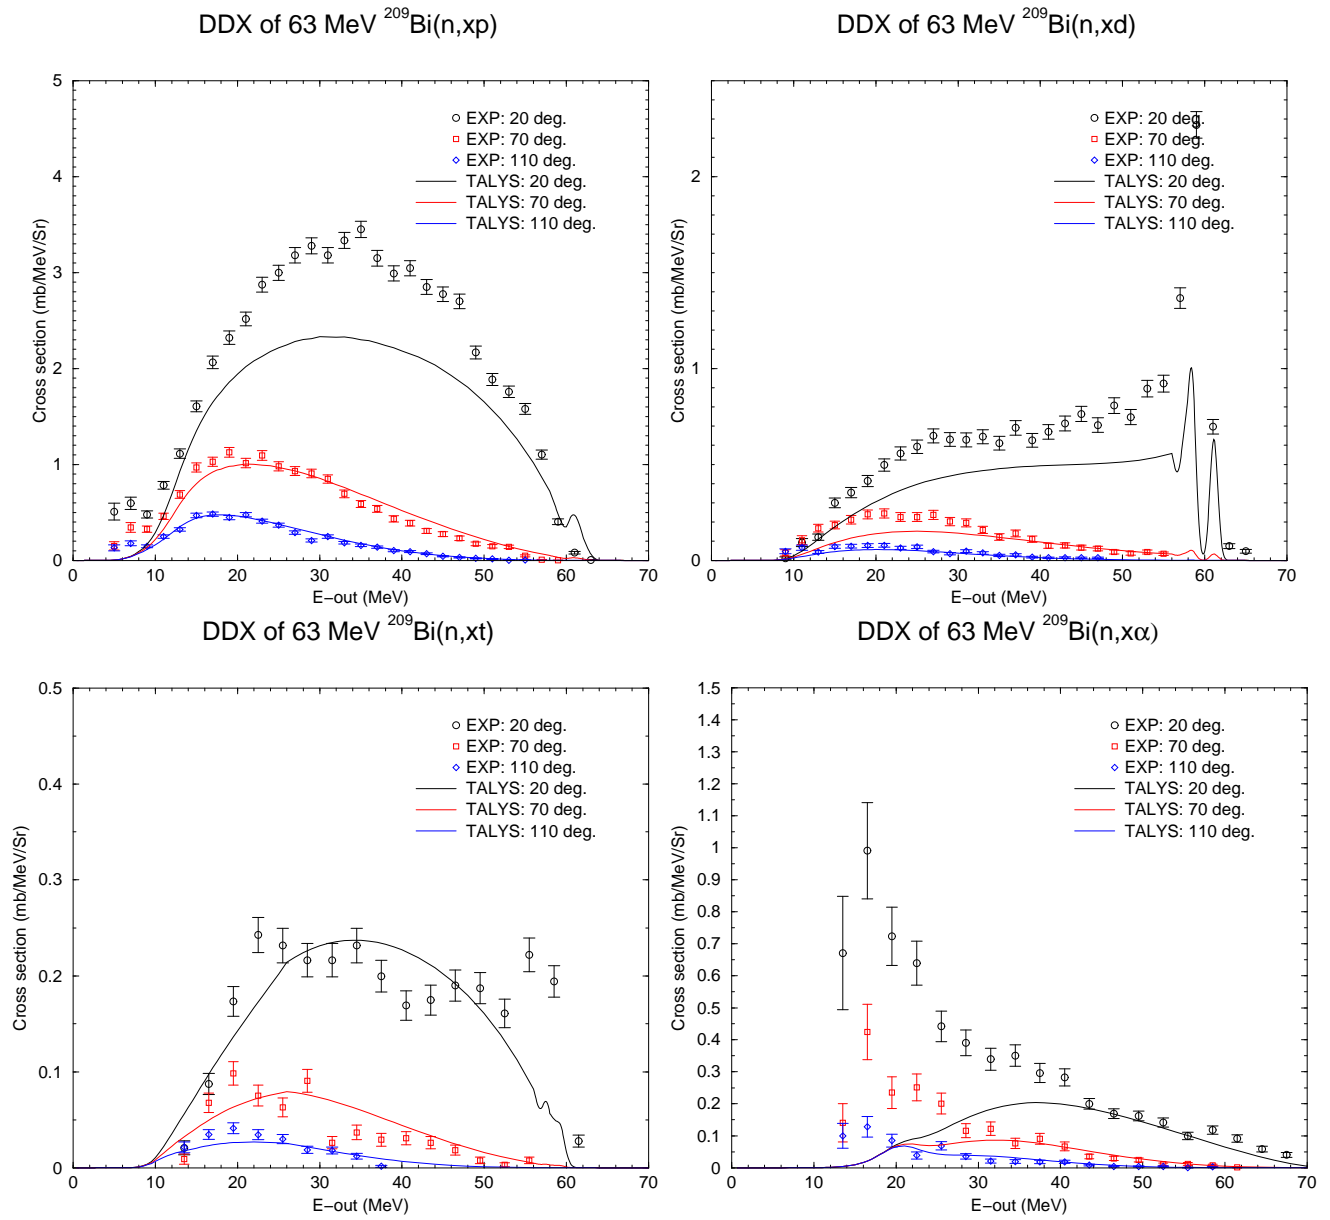 DDX of 63 MeV ²⁰⁹Bi(n,xp)
5
4
3
2
1
0
0 10 20 30 40 50 60 70
Cross section (mb/MeV/Sr)
E−out (MeV)
EXP: 20 deg.
EXP: 70 deg.
EXP: 110 deg.
TALYS: 20 deg.
TALYS: 70 deg.
TALYS: 110 deg.
DDX of 63 MeV ²⁰⁹Bi(n,xd)
2
1
0
0 10 20 30 40 50 60 70
Cross section (mb/MeV/Sr)
E−out (MeV)
EXP: 20 deg.
EXP: 70 deg.
EXP: 110 deg.
TALYS: 20 deg.
TALYS: 70 deg.
TALYS: 110 deg.
DDX of 63 MeV ²⁰⁹Bi(n,xt)
0.5
0.4
0.3
0.2
0.1
0
0 10 20 30 40 50 60 70
Cross section (mb/MeV/Sr)
E−out (MeV)
EXP: 20 deg.
EXP: 70 deg.
EXP: 110 deg.
TALYS: 20 deg.
TALYS: 70 deg.
TALYS: 110 deg.
DDX of 63 MeV ²⁰⁹Bi(n,xα)
1.5
1.4
1.3
1.2
1.1
1
0.9
0.8
0.7
0.6
0.5
0.4
0.3
0.2
0.1
0
0 10 20 30 40 50 60 70
Cross section (mb/MeV/Sr)
E−out (MeV)
EXP: 20 deg.
EXP: 70 deg.
EXP: 110 deg.
TALYS: 20 deg.
TALYS: 70 deg.
TALYS: 110 deg.